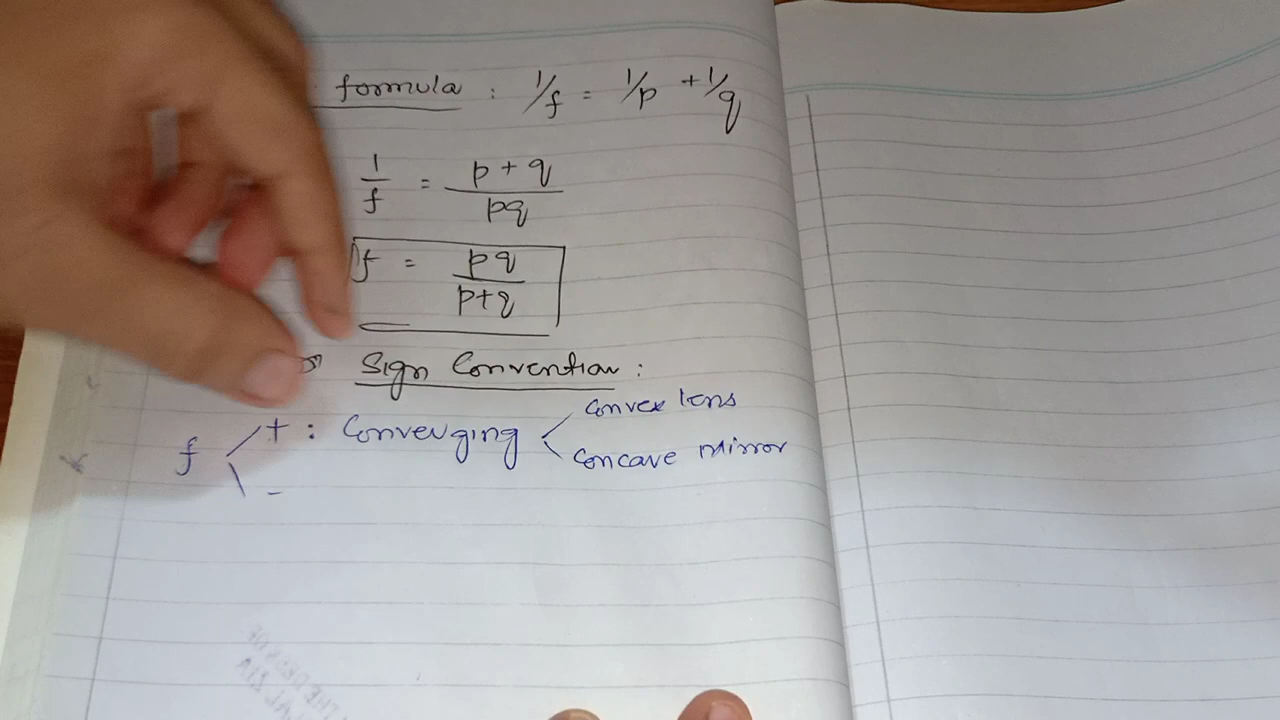 formula : 1/f = 1/p + 1/q
1/f = p + q / pq
f = pq / p+q
Sign Convention :
f + : Converging convex lens
concave mirror
-